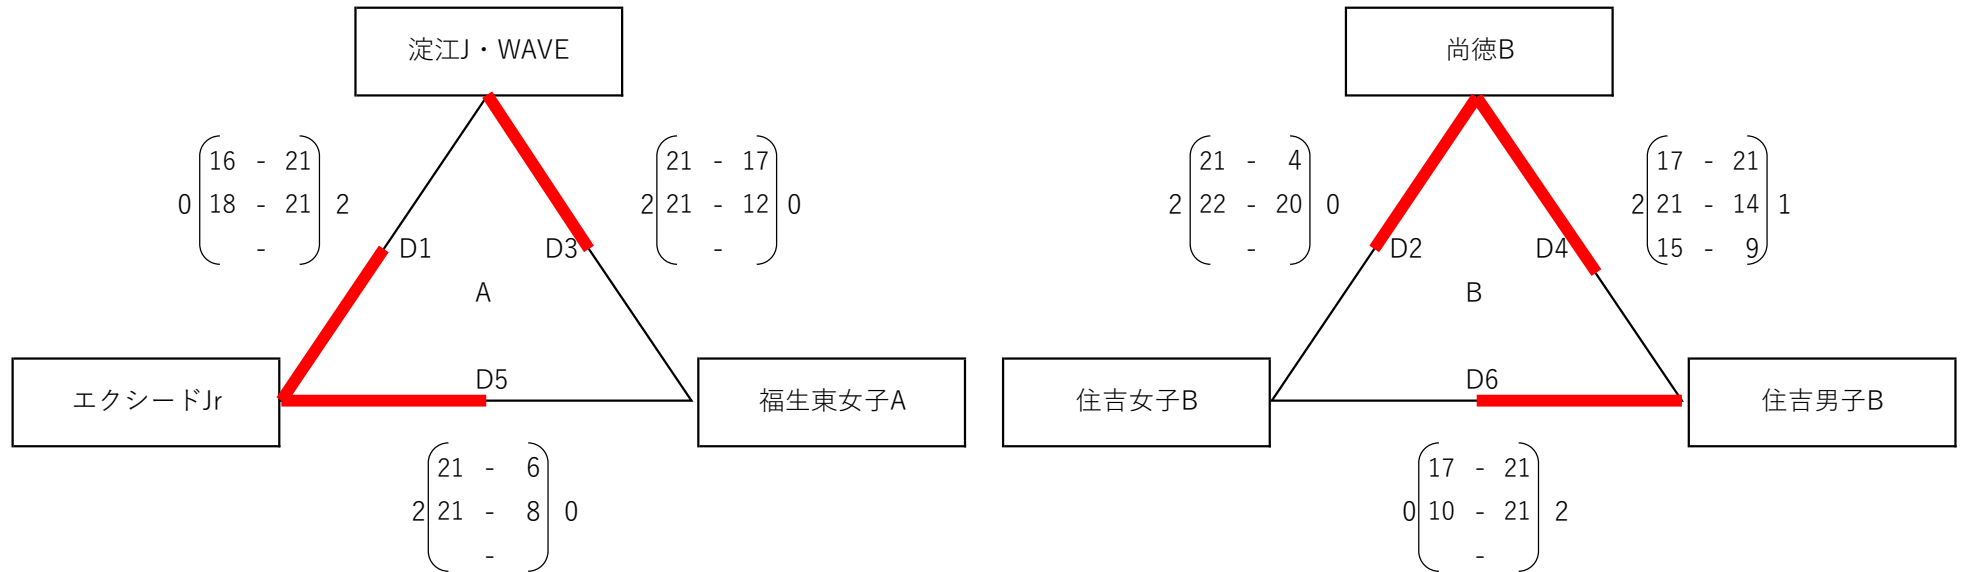 淀江J・WAVE
16 - 21
0 18 - 21 2
-
21 - 17
2 21 - 12 0
-
D1
D3
A
エクシードJr
D5
福生東女子A
21 - 6
2 21 - 8 0
-
尚徳B
21 - 4
2 22 - 20 0
-
17 - 21
2 21 - 14 1
15 - 9
D2
D4
B
住吉女子B
D6
住吉男子B
17 - 21
0 10 - 21 2
-